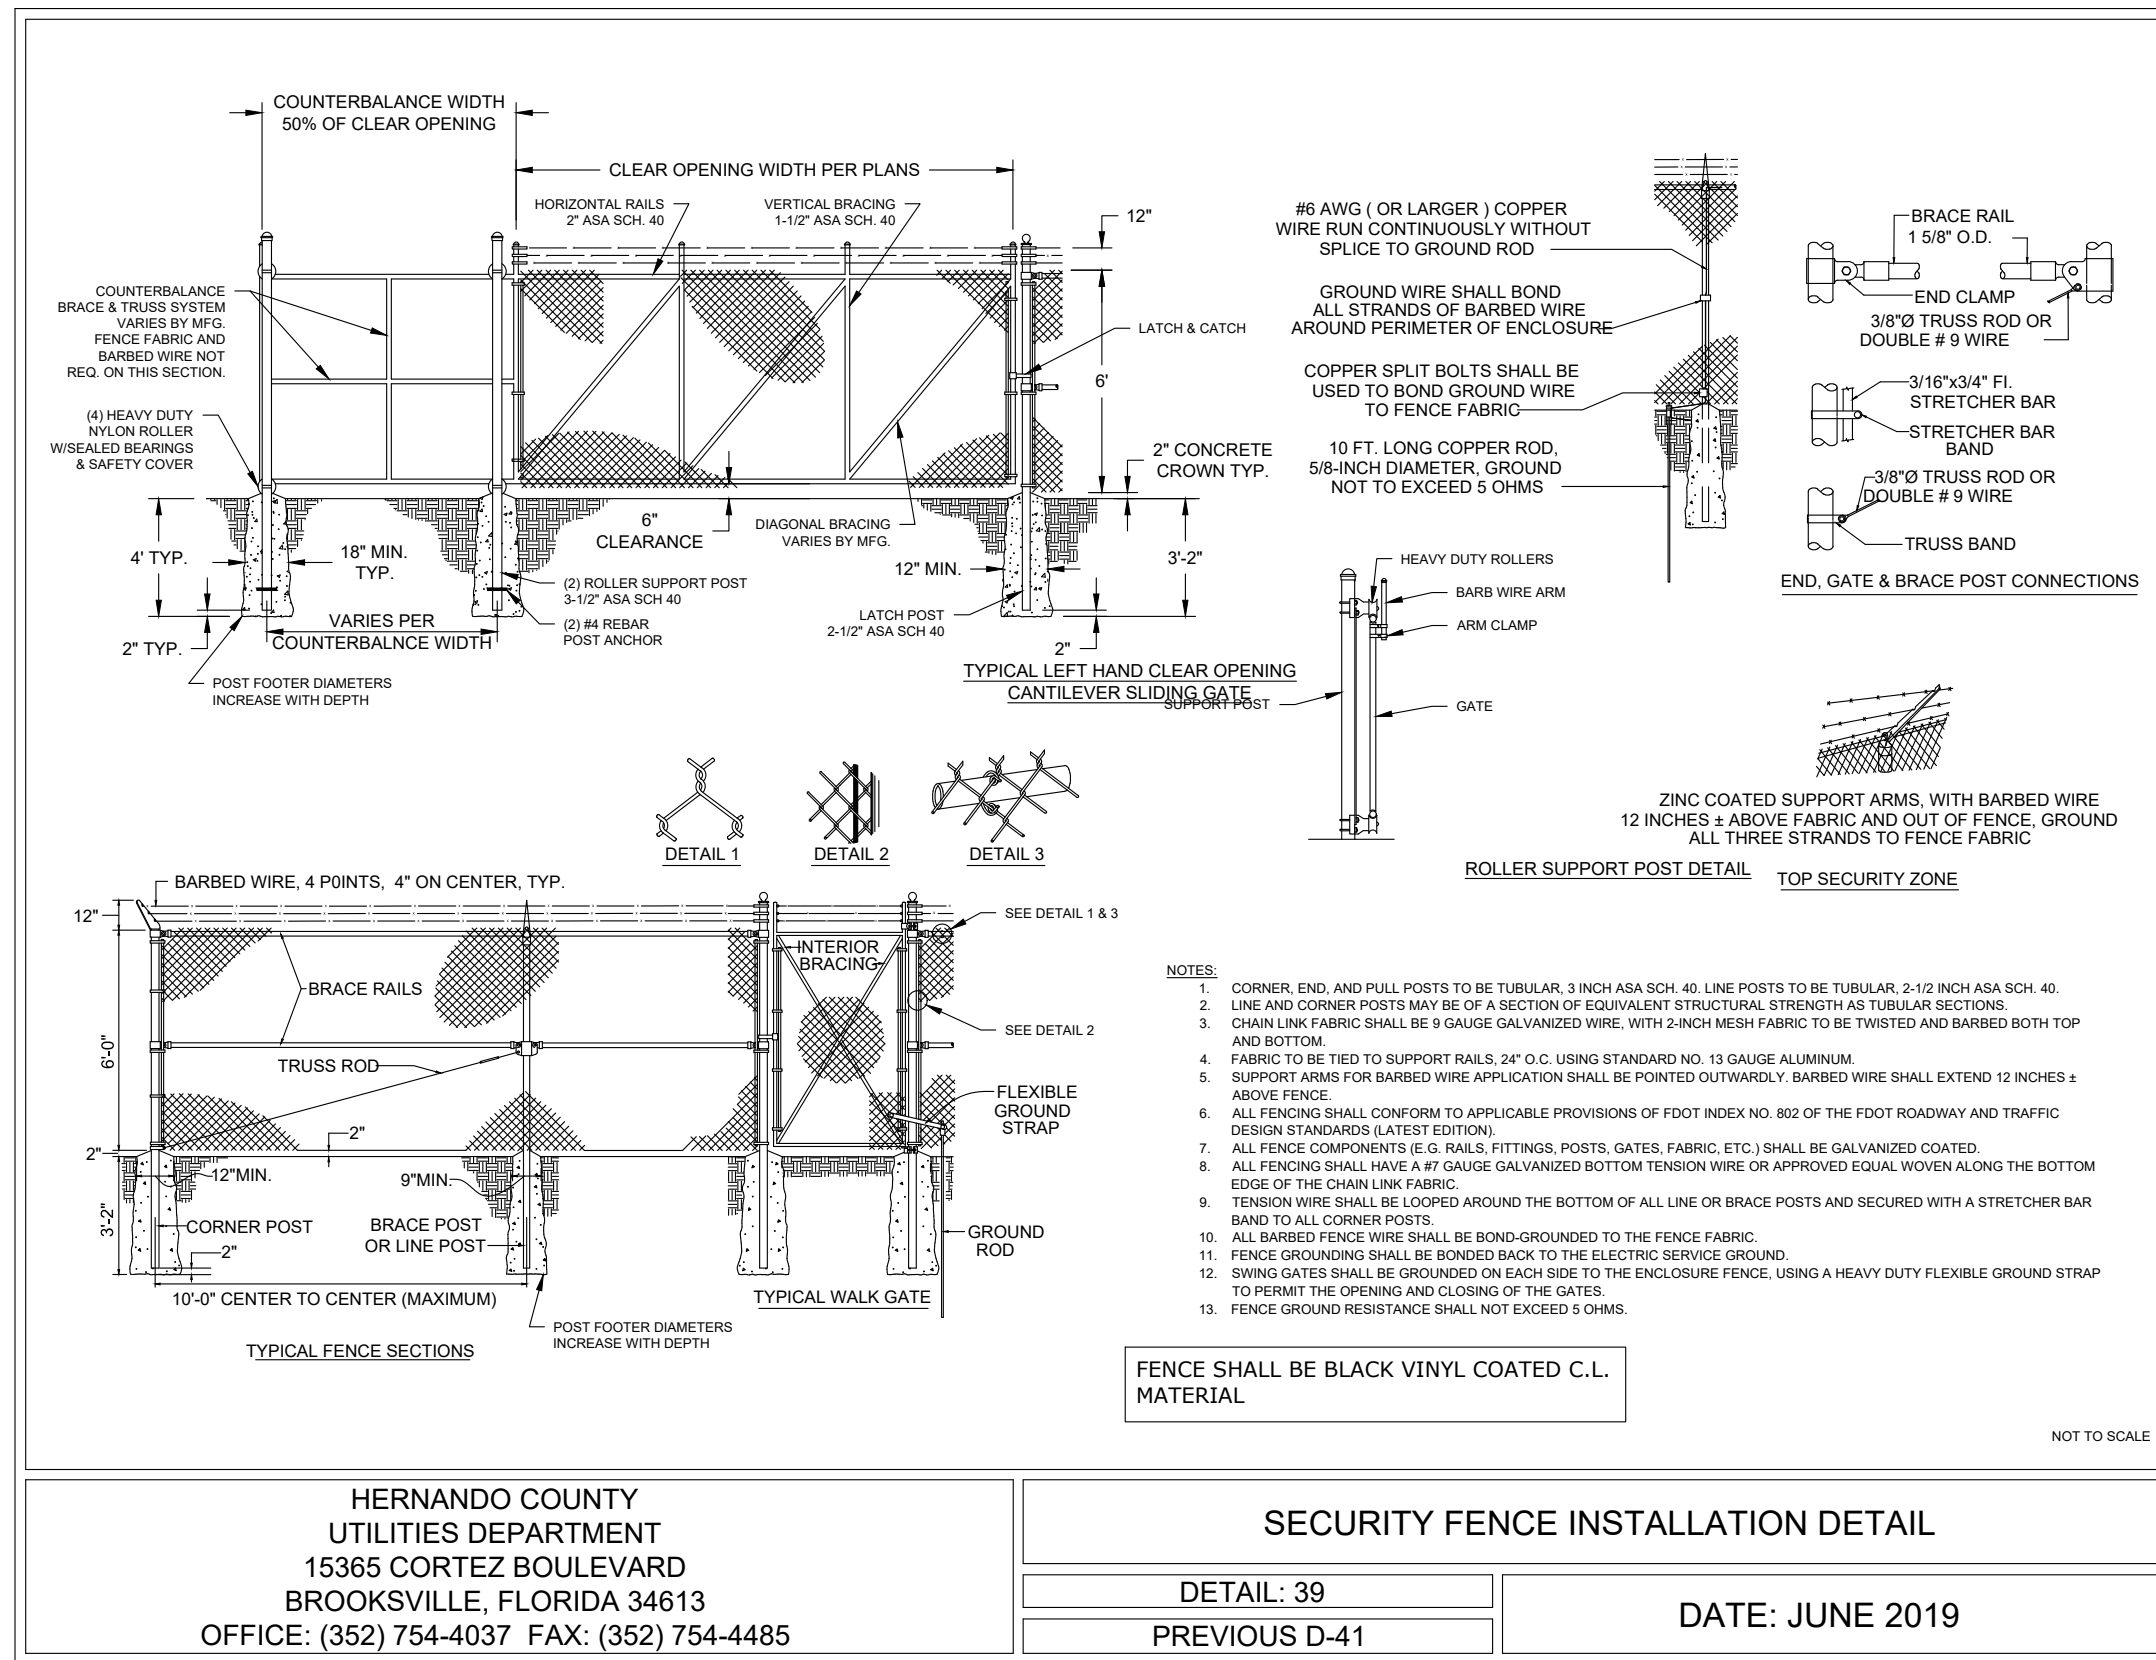 COUNTERBALANCE WIDTH
50% OF CLEAR OPENING
CLEAR OPENING WIDTH PER PLANS
HORIZONTAL RAILS
2" ASA SCH. 40
VERTICAL BRACING
1-1/2" ASA SCH. 40
12"
COUNTERBALANCE
BRACE & TRUSS SYSTEM
VARIES BY MFG.
FENCE FABRIC AND
BARBED WIRE NOT
REQ. ON THIS SECTION.
LATCH & CATCH
6'
(4) HEAVY DUTY
NYLON ROLLER
W/SEALED BEARINGS
& SAFETY COVER
2" CONCRETE
CROWN TYP.
6"
CLEARANCE
DIAGONAL BRACING
VARIES BY MFG.
4' TYP.
18" MIN.
TYP.
12" MIN.
3'-2"
(2) ROLLER SUPPORT POST
3-1/2" ASA SCH 40
LATCH POST
2-1/2" ASA SCH 40
VARIES PER
COUNTERBALNCE WIDTH
(2) #4 REBAR
POST ANCHOR
2" TYP.
2"
POST FOOTER DIAMETERS
INCREASE WITH DEPTH
TYPICAL LEFT HAND CLEAR OPENING
CANTILEVER SLIDING GATE
#6 AWG ( OR LARGER ) COPPER
WIRE RUN CONTINUOUSLY WITHOUT
SPLICE TO GROUND ROD
GROUND WIRE SHALL BOND
ALL STRANDS OF BARBED WIRE
AROUND PERIMETER OF ENCLOSURE
COPPER SPLIT BOLTS SHALL BE
USED TO BOND GROUND WIRE
TO FENCE FABRIC
10 FT. LONG COPPER ROD,
5/8-INCH DIAMETER, GROUND
NOT TO EXCEED 5 OHMS
BRACE RAIL
1 5/8" O.D.
END CLAMP
3/8"Ø TRUSS ROD OR
DOUBLE # 9 WIRE
3/16"x3/4" FI.
STRETCHER BAR
STRETCHER BAR
BAND
3/8"Ø TRUSS ROD OR
DOUBLE # 9 WIRE
TRUSS BAND
END, GATE & BRACE POST CONNECTIONS
HEAVY DUTY ROLLERS
BARB WIRE ARM
ARM CLAMP
SUPPORT POST
GATE
ROLLER SUPPORT POST DETAIL
ZINC COATED SUPPORT ARMS, WITH BARBED WIRE
12 INCHES ± ABOVE FABRIC AND OUT OF FENCE, GROUND
ALL THREE STRANDS TO FENCE FABRIC
TOP SECURITY ZONE
DETAIL 1
DETAIL 2
DETAIL 3
BARBED WIRE, 4 P0INTS, 4" ON CENTER, TYP.
12"
SEE DETAIL 1 & 3
INTERIOR
BRACING
BRACE RAILS
SEE DETAIL 2
6'-0"
TRUSS ROD
FLEXIBLE
GROUND
STRAP
2"
2"
12"MIN.
9"MIN.
3'-2"
CORNER POST
BRACE POST
OR LINE POST
2"
GROUND
ROD
10'-0" CENTER TO CENTER (MAXIMUM)
TYPICAL WALK GATE
POST FOOTER DIAMETERS
INCREASE WITH DEPTH
TYPICAL FENCE SECTIONS
NOTES:
1. CORNER, END, AND PULL POSTS TO BE TUBULAR, 3 INCH ASA SCH. 40. LINE POSTS TO BE TUBULAR, 2-1/2 INCH ASA SCH. 40.
2. LINE AND CORNER POSTS MAY BE OF A SECTION OF EQUIVALENT STRUCTURAL STRENGTH AS TUBULAR SECTIONS.
3. CHAIN LINK FABRIC SHALL BE 9 GAUGE GALVANIZED WIRE, WITH 2-INCH MESH FABRIC TO BE TWISTED AND BARBED BOTH TOP
AND BOTTOM.
4. FABRIC TO BE TIED TO SUPPORT RAILS, 24" O.C. USING STANDARD NO. 13 GAUGE ALUMINUM.
5. SUPPORT ARMS FOR BARBED WIRE APPLICATION SHALL BE POINTED OUTWARDLY. BARBED WIRE SHALL EXTEND 12 INCHES ±
ABOVE FENCE.
6. ALL FENCING SHALL CONFORM TO APPLICABLE PROVISIONS OF FDOT INDEX NO. 802 OF THE FDOT ROADWAY AND TRAFFIC
DESIGN STANDARDS (LATEST EDITION).
7. ALL FENCE COMPONENTS (E.G. RAILS, FITTINGS, POSTS, GATES, FABRIC, ETC.) SHALL BE GALVANIZED COATED.
8. ALL FENCING SHALL HAVE A #7 GAUGE GALVANIZED BOTTOM TENSION WIRE OR APPROVED EQUAL WOVEN ALONG THE BOTTOM
EDGE OF THE CHAIN LINK FABRIC.
9. TENSION WIRE SHALL BE LOOPED AROUND THE BOTTOM OF ALL LINE OR BRACE POSTS AND SECURED WITH A STRETCHER BAR
BAND TO ALL CORNER POSTS.
10. ALL BARBED FENCE WIRE SHALL BE BOND-GROUNDED TO THE FENCE FABRIC.
11. FENCE GROUNDING SHALL BE BONDED BACK TO THE ELECTRIC SERVICE GROUND.
12. SWING GATES SHALL BE GROUNDED ON EACH SIDE TO THE ENCLOSURE FENCE, USING A HEAVY DUTY FLEXIBLE GROUND STRAP
TO PERMIT THE OPENING AND CLOSING OF THE GATES.
13. FENCE GROUND RESISTANCE SHALL NOT EXCEED 5 OHMS.
FENCE SHALL BE BLACK VINYL COATED C.L.
MATERIAL
NOT TO SCALE
HERNANDO COUNTY
UTILITIES DEPARTMENT
15365 CORTEZ BOULEVARD
BROOKSVILLE, FLORIDA 34613
OFFICE: (352) 754-4037 FAX: (352) 754-4485
SECURITY FENCE INSTALLATION DETAIL
DETAIL: 39
PREVIOUS D-41
DATE: JUNE 2019